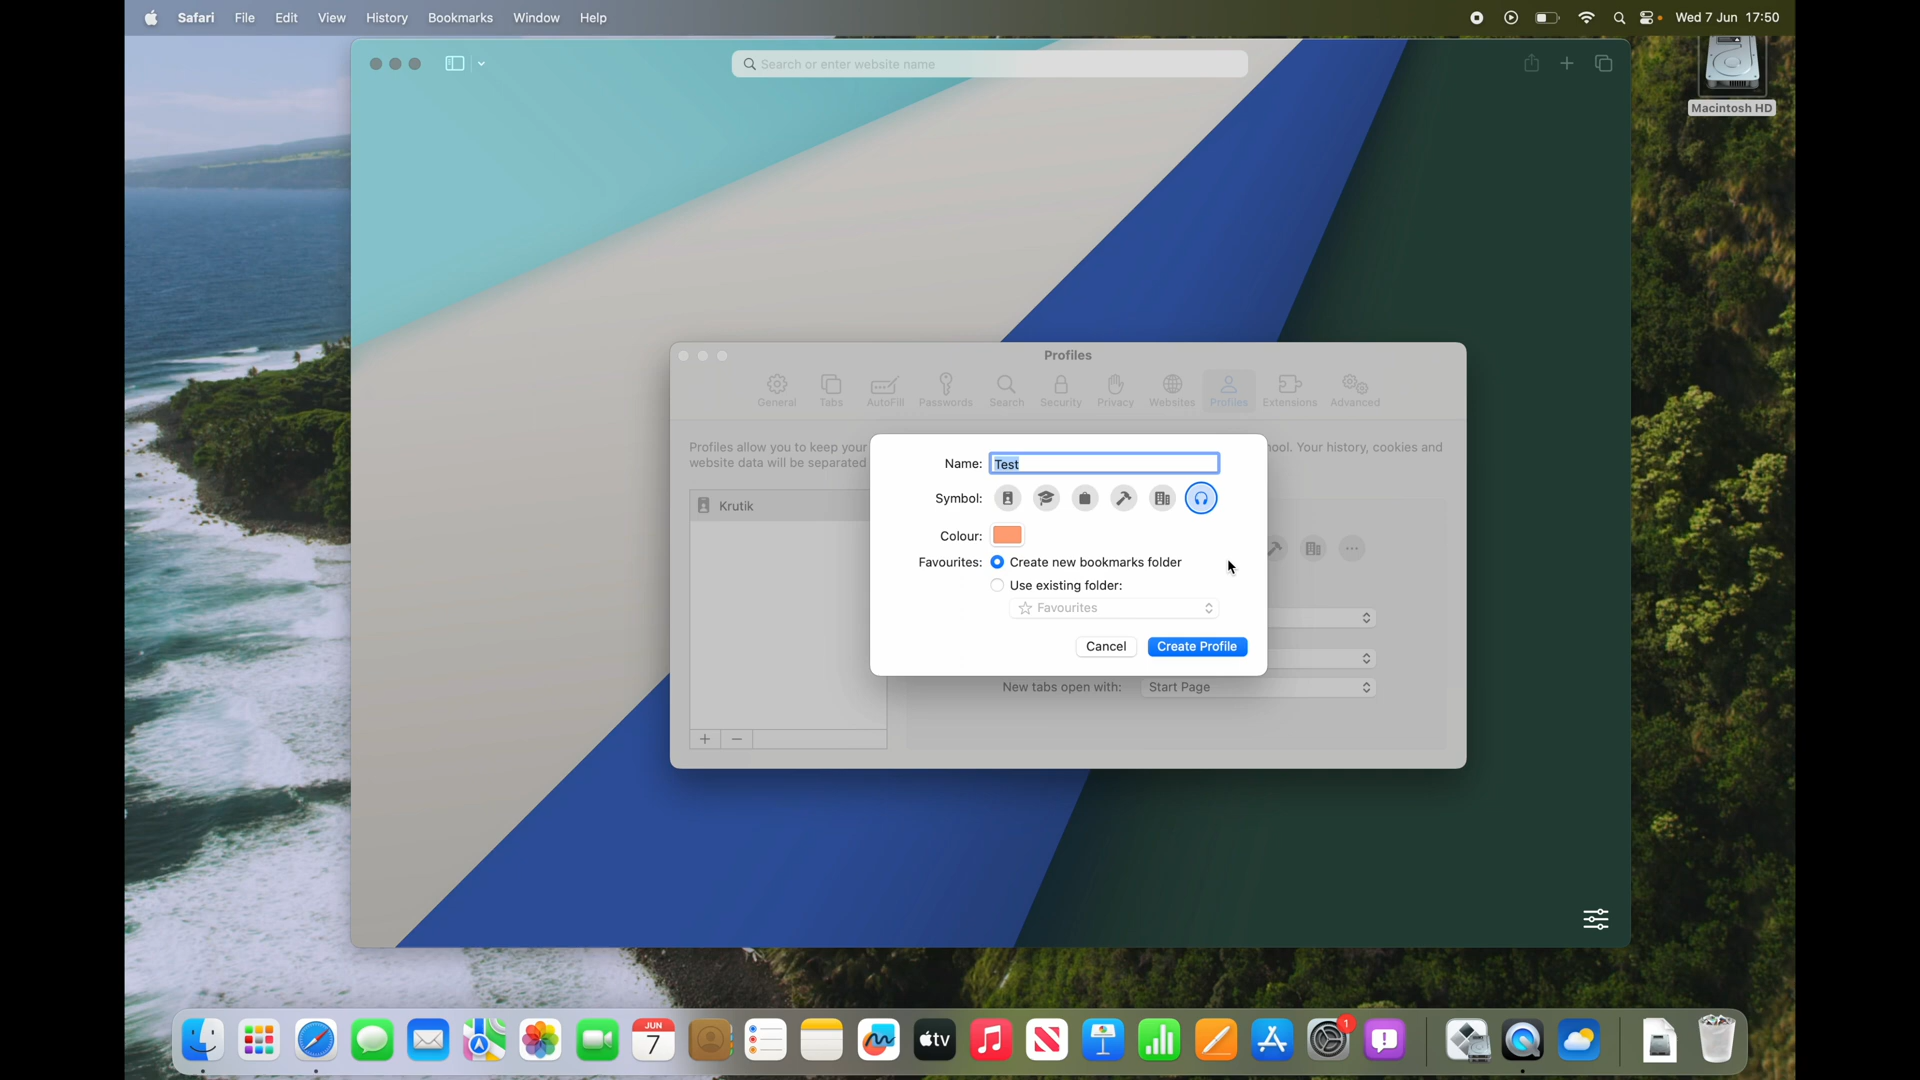 Safari File Edit View History Bookmarks Window Help
Wed 7 Jun 17:50
Search or enter website name
Macintosh HD
Profiles
General Tabs AutoFill Passwords Search Security Privacy Websites Profiles Extensions Advanced
Profiles allow you to keep your
ool. Your history, cookies and
website data will be separated
Name: Test
Symbol:
Krutik
Colour:
Favourites: Create new bookmarks folder
Use existing folder:
Favourites
Cancel Create Profile
New tabs open with: Start Page
JUN
7
tv
1